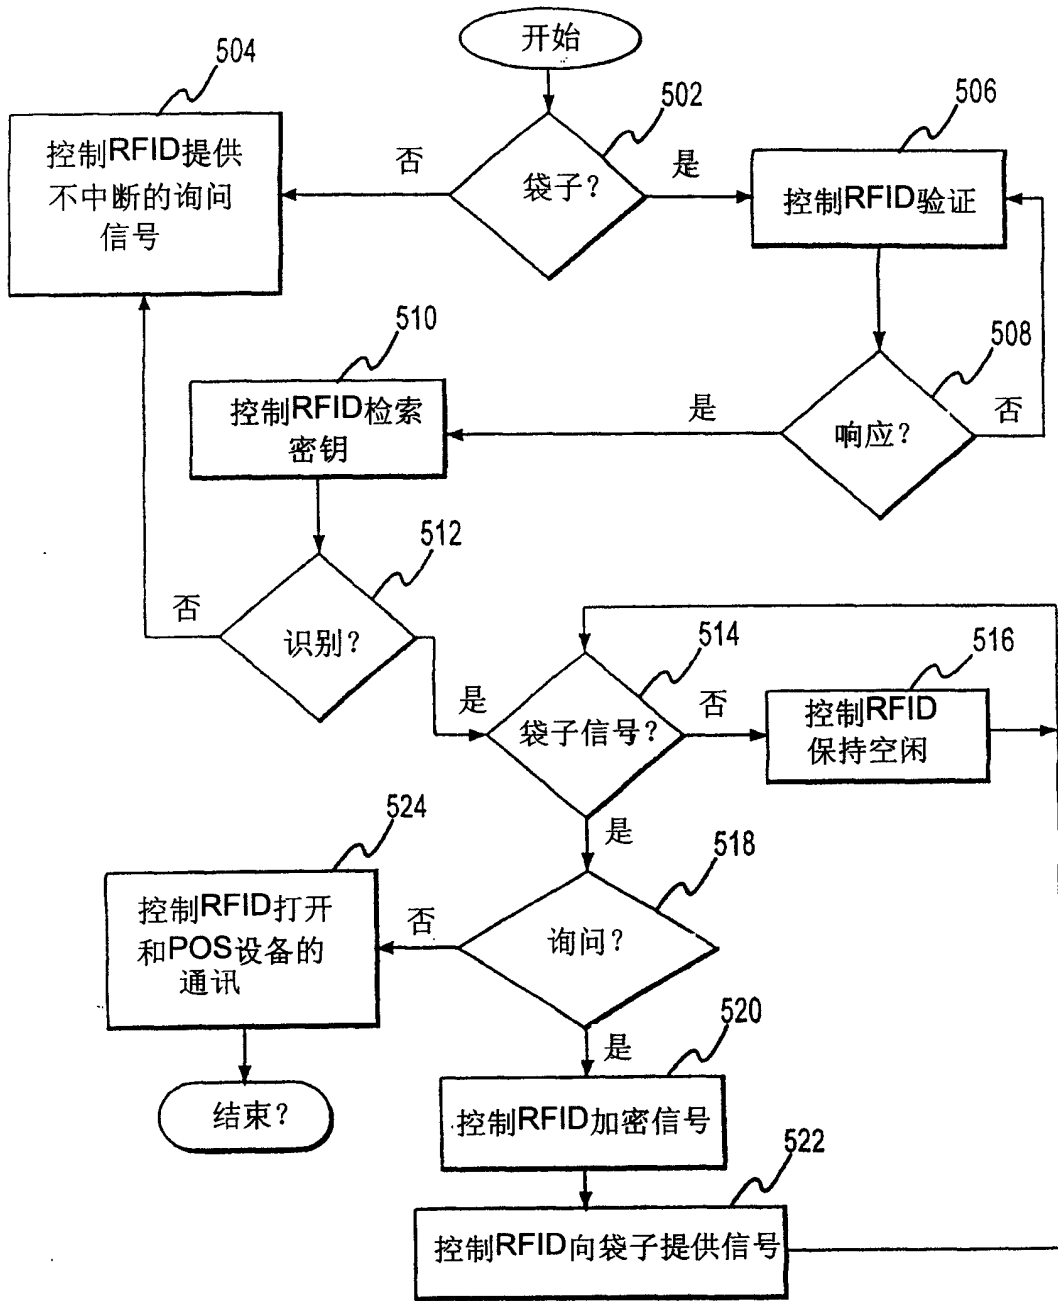 开始
504
502
506
控制RFID提供
不中断的询问
信号
否
袋子？
是
控制RFID验证
510
508
控制RFID检索
密钥
是
响应？
否
512
否
识别？
是
514
516
袋子信号？
否
控制RFID
保持空闲
是
524
518
控制RFID打开
和POS设备的
通讯
否
询问？
是
520
结束？
控制RFID加密信号
522
控制RFID向袋子提供信号